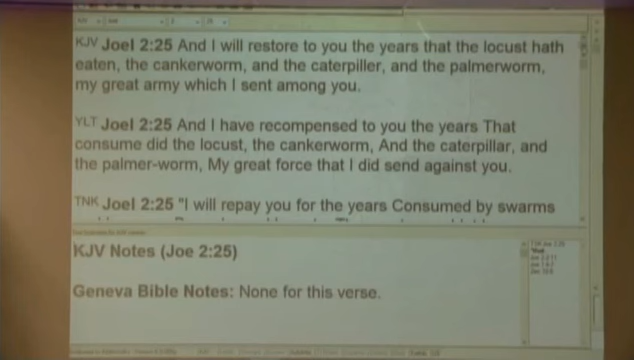 KJV Joel 2:25 And I will restore to you the years that the locust hath
eaten, the cankerworm, and the caterpiller, and the palmerworm,
my great army which I sent among you.
YLT Joel 2:25 And I have recompensed to you the years That
consume did the locust, the cankerworm, And the caterpillar, and
the palmer-worm, My great force that I did send against you.
TNK Joel 2:25 "I will repay you for the years Consumed by swarms
KJV Notes (Joe 2:25)
Geneva Bible Notes: None for this verse.